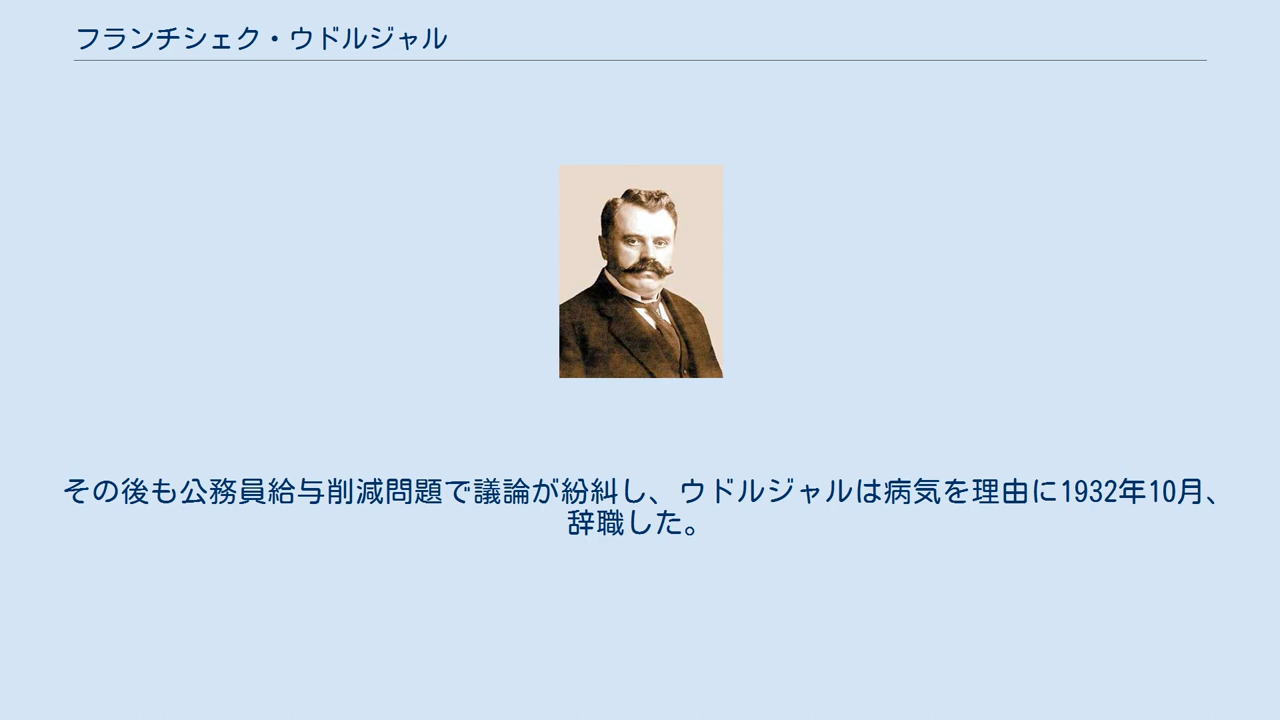 フランチシェク・ウドルジャル
その後も公務員給与削減問題で議論が紛糾し、ウドルジャルは病気を理由に1932年10月、
辞職した。